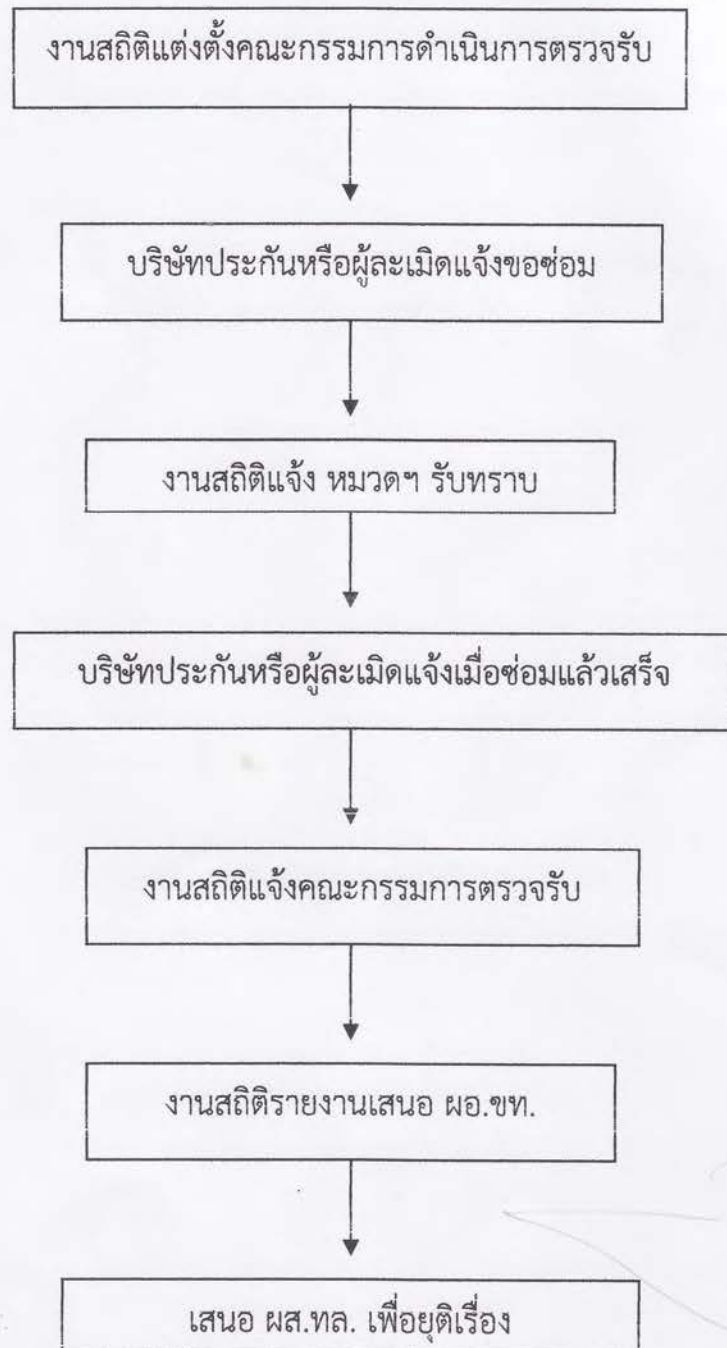 งานสถิติแต่งตั้งคณะกรรมการดำเนินการตรวจรับ
บริษัทประกันหรือผู้ละเมิดแจ้งขอซ่อม
งานสถิติแจ้ง หมวดฯ รับทราบ
บริษัทประกันหรือผู้ละเมิดแจ้งเมื่อซ่อมแล้วเสร็จ
งานสถิติแจ้งคณะกรรมการตรวจรับ
งานสถิติรายงานเสนอ ผอ.ขท.
เสนอ ผส.ทล. เพื่อยุติเรื่อง